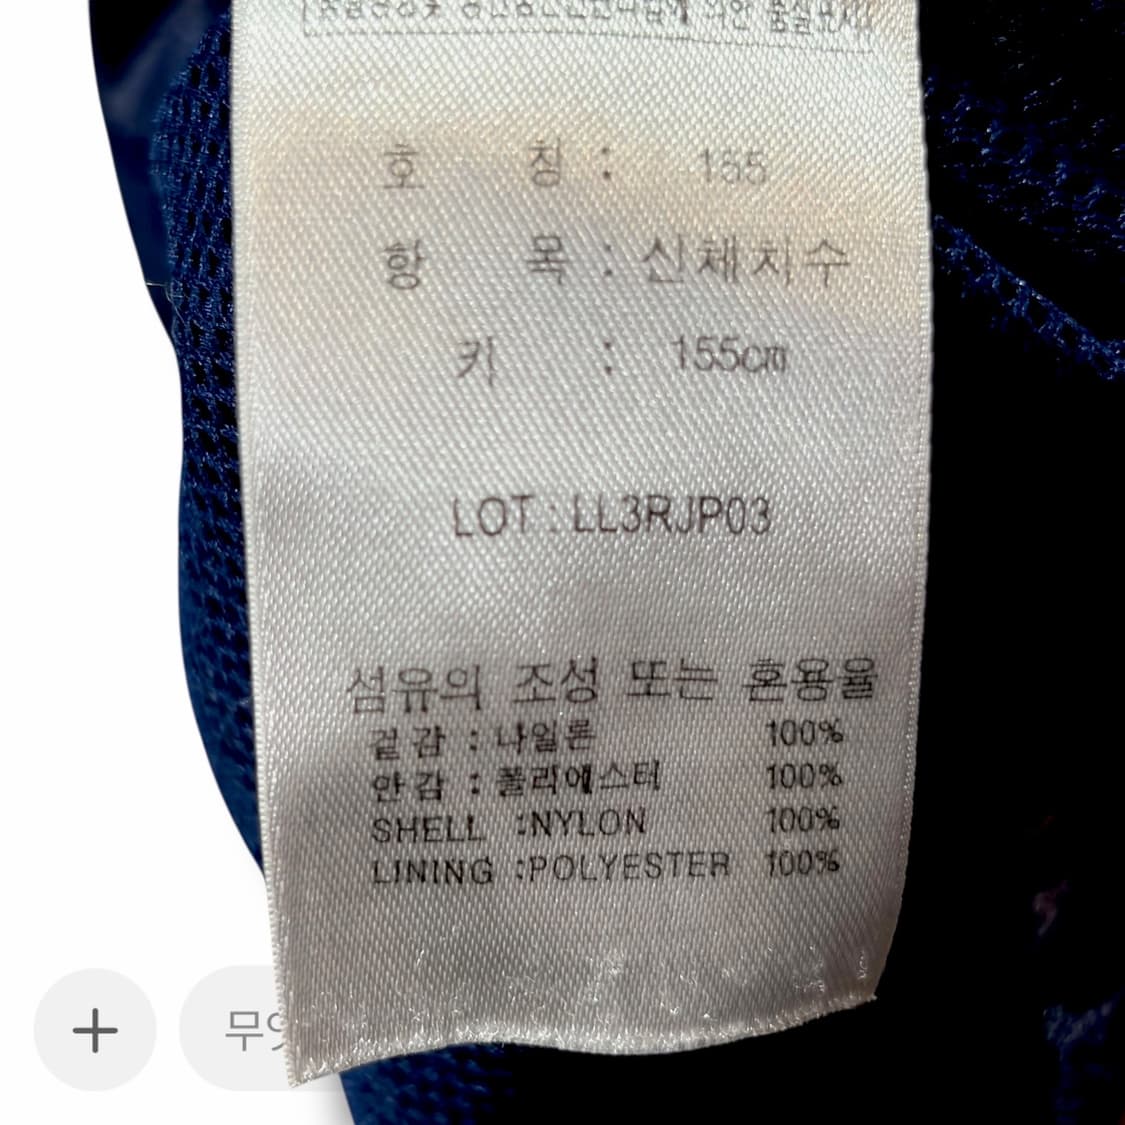 호 칭 : 155
항 목 : 신체치수
키 : 155cm
LOT : LL3RJP03
섬유의 조성 또는 혼용율
겉감 : 나일론 100%
안감 : 폴리에스터 100%
SHELL :NYLON 100%
LINING :POLYESTER 100%